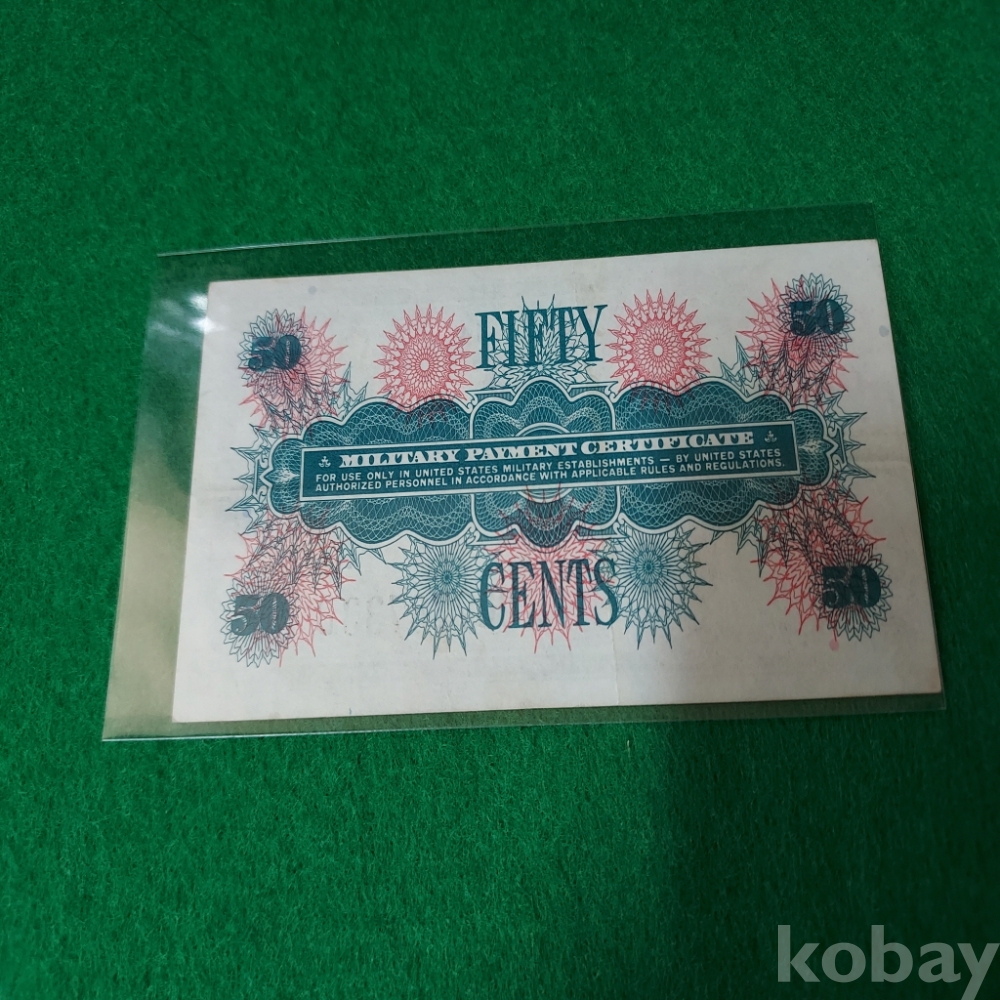 50
FIFTY
50
MILITARY PAYMENT CERTIFICATE
FOR USE ONLY IN UNITED STATES MILITARY ESTABLISHMENTS — BY UNITED STATES
AUTHORIZED PERSONNEL IN ACCORDANCE WITH APPLICABLE RULES AND REGULATIONS.
50
CENTS
50
kobay